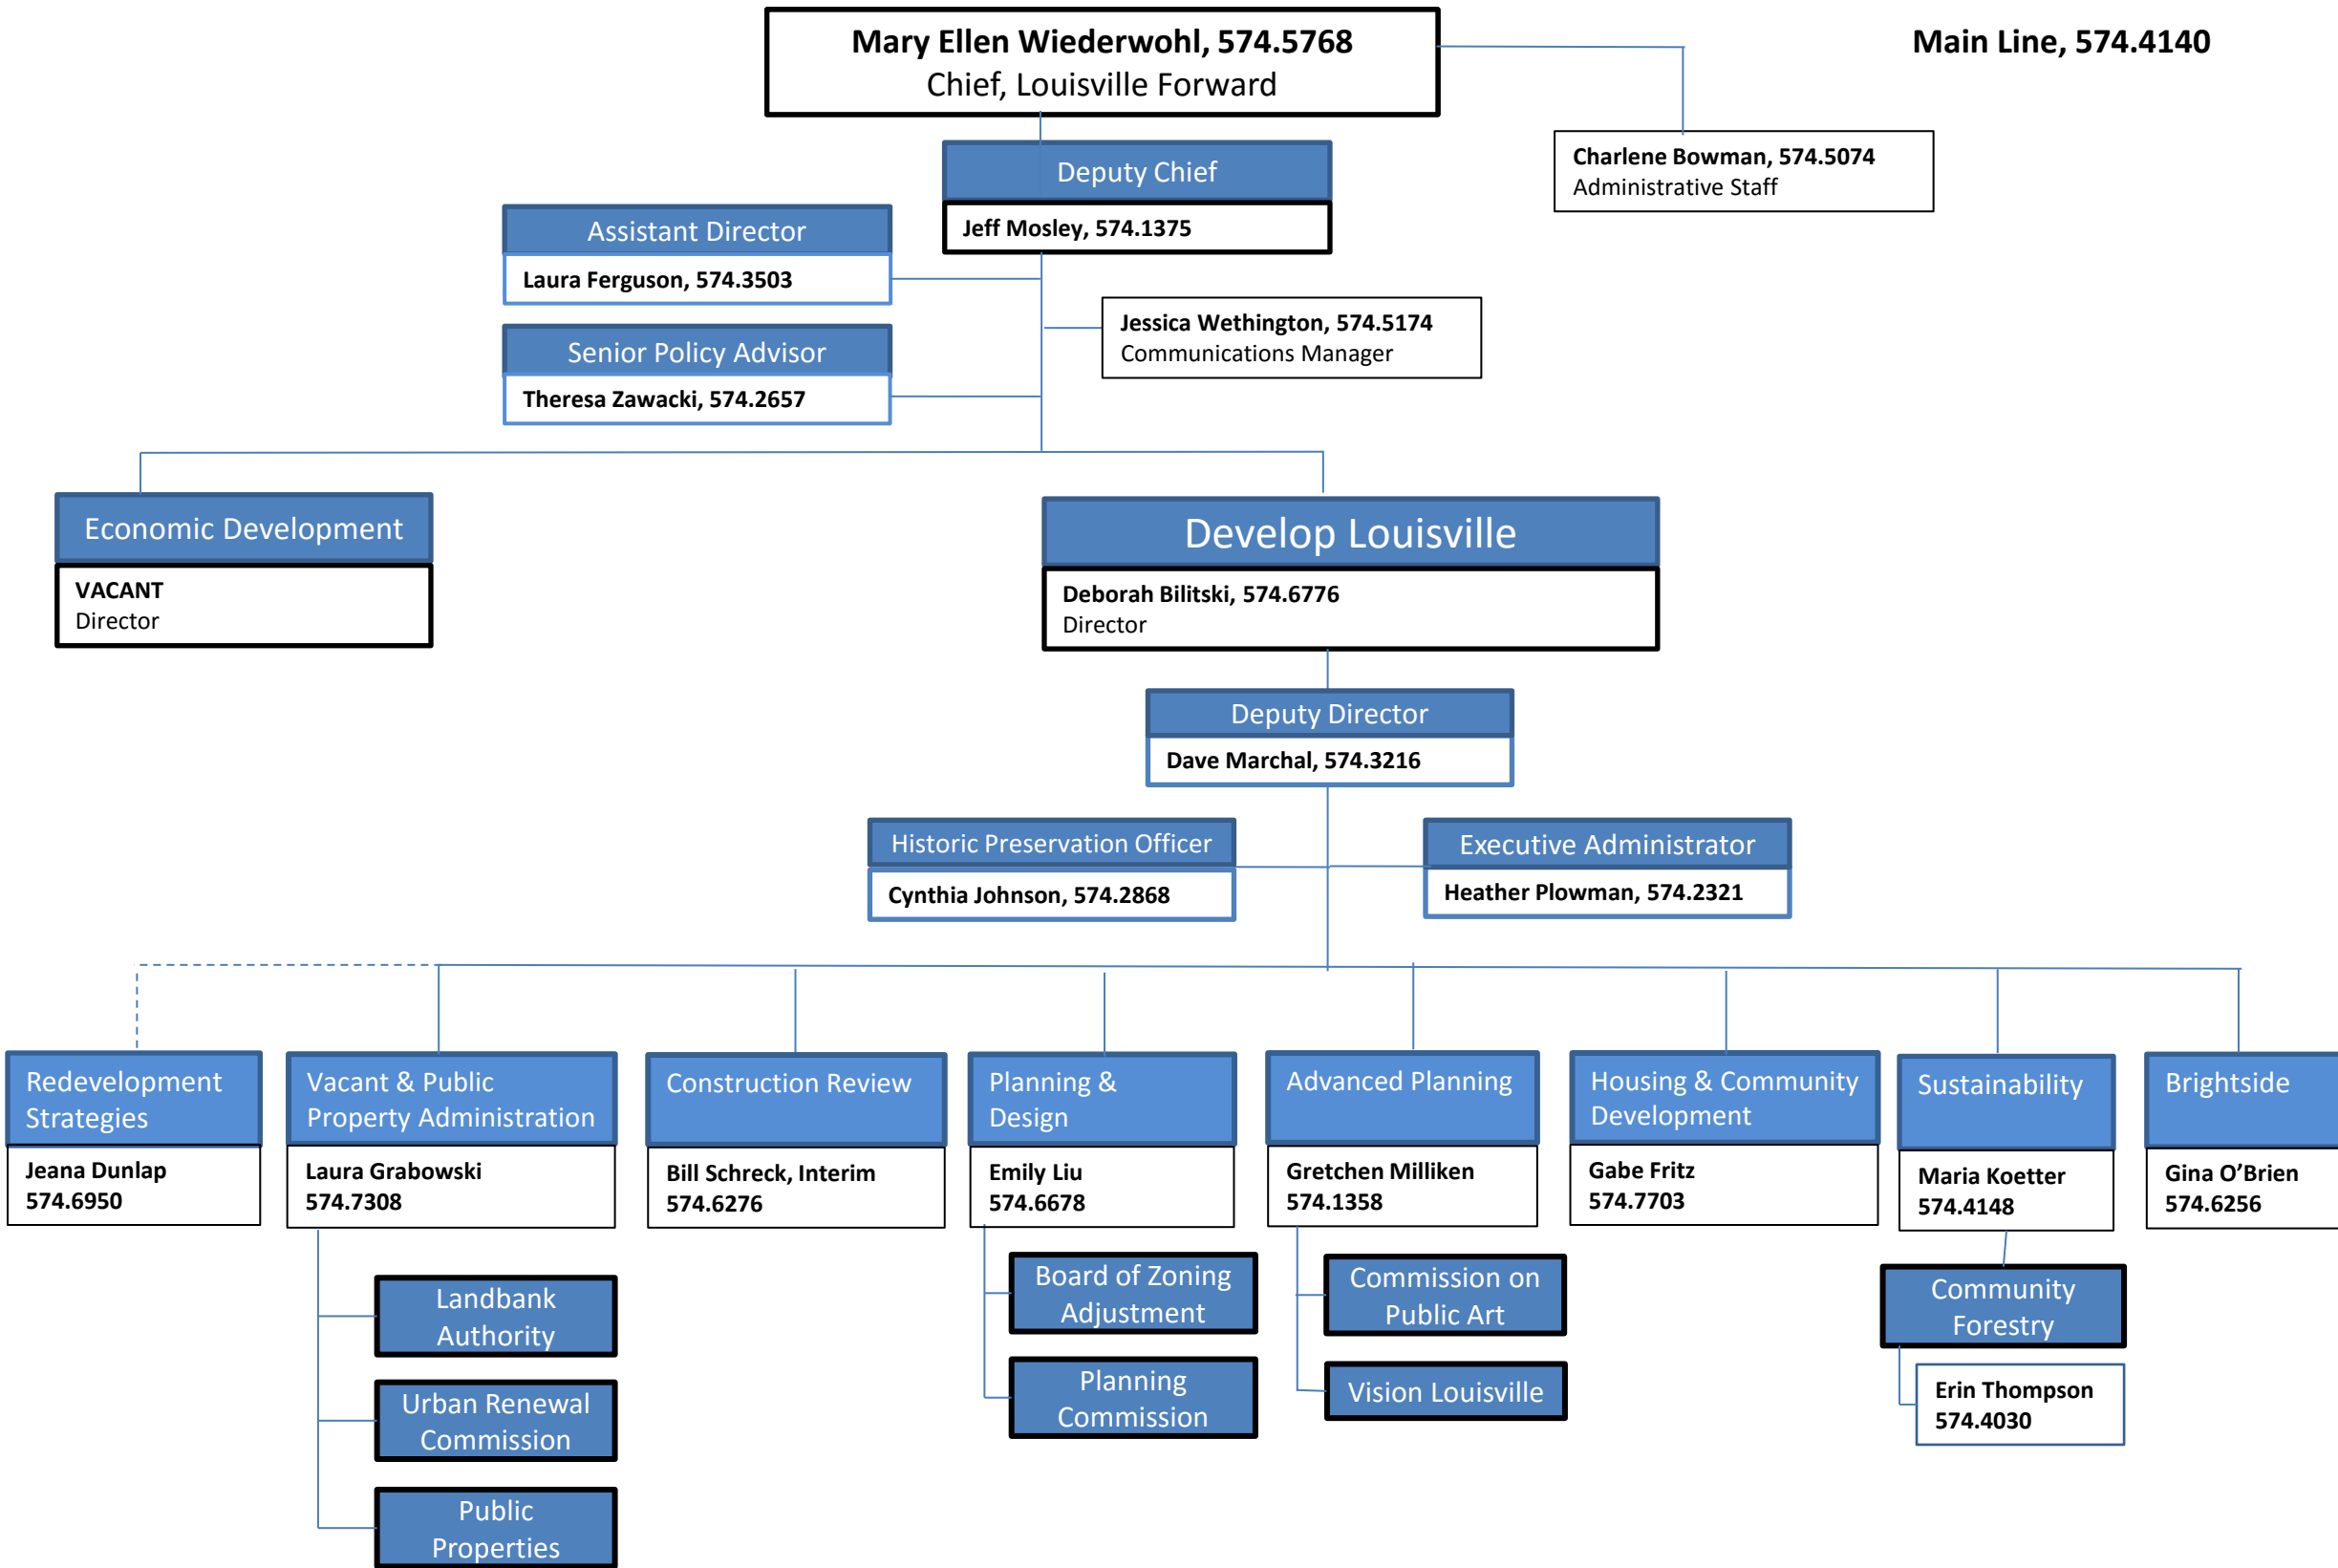 Mary Ellen Wiederwohl, 574.5768
Chief, Louisville Forward
Main Line, 574.4140
Charlene Bowman, 574.5074
Administrative Staff
Deputy Chief
Jeff Mosley, 574.1375
Assistant Director
Laura Ferguson, 574.3503
Jessica Wethington, 574.5174
Communications Manager
Senior Policy Advisor
Theresa Zawacki, 574.2657
Economic Development
VACANT
Director
Develop Louisville
Deborah Bilitski, 574.6776
Director
Deputy Director
Dave Marchal, 574.3216
Historic Preservation Officer
Cynthia Johnson, 574.2868
Executive Administrator
Heather Plowman, 574.2321
Redevelopment
Strategies
Jeana Dunlap
574.6950
Vacant & Public
Property Administration
Laura Grabowski
574.7308
Landbank
Authority
Urban Renewal
Commission
Public
Properties
Construction Review
Bill Schreck, Interim
574.6276
Planning &
Design
Emily Liu
574.6678
Board of Zoning
Adjustment
Planning
Commission
Advanced Planning
Gretchen Milliken
574.1358
Commission on
Public Art
Vision Louisville
Housing & Community
Development
Gabe Fritz
574.7703
Sustainability
Maria Koetter
574.4148
Community
Forestry
Erin Thompson
574.4030
Brightside
Gina O’Brien
574.6256